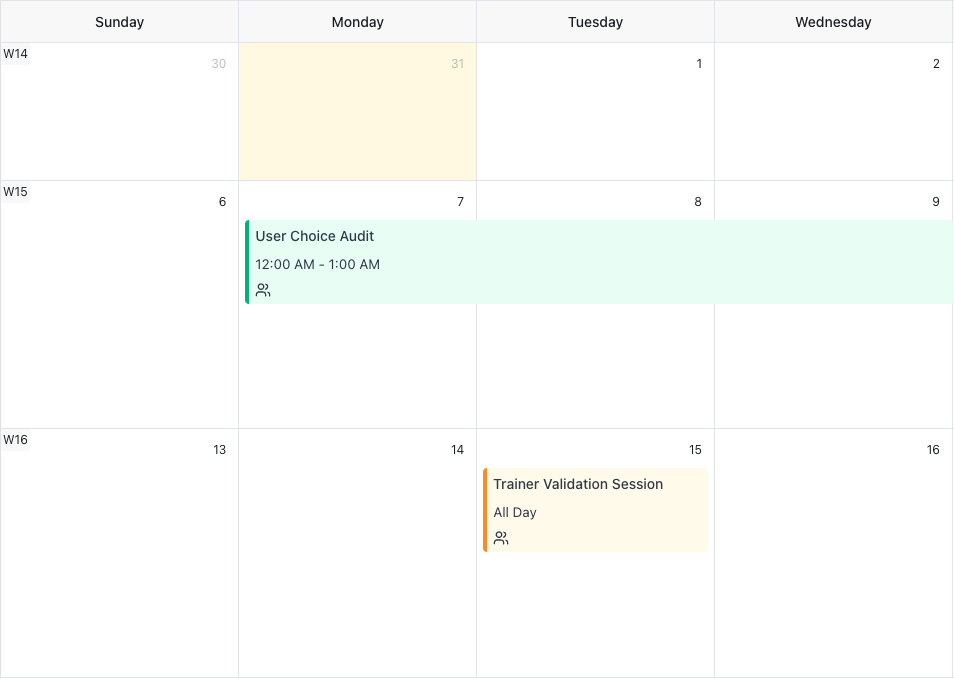 Sunday
Monday
Tuesday
Wednesday
W14
30
31
1
2
W15
6
7
8
9
User Choice Audit
12:00 AM - 1:00 AM
W16
13
14
15
16
Trainer Validation Session
All Day